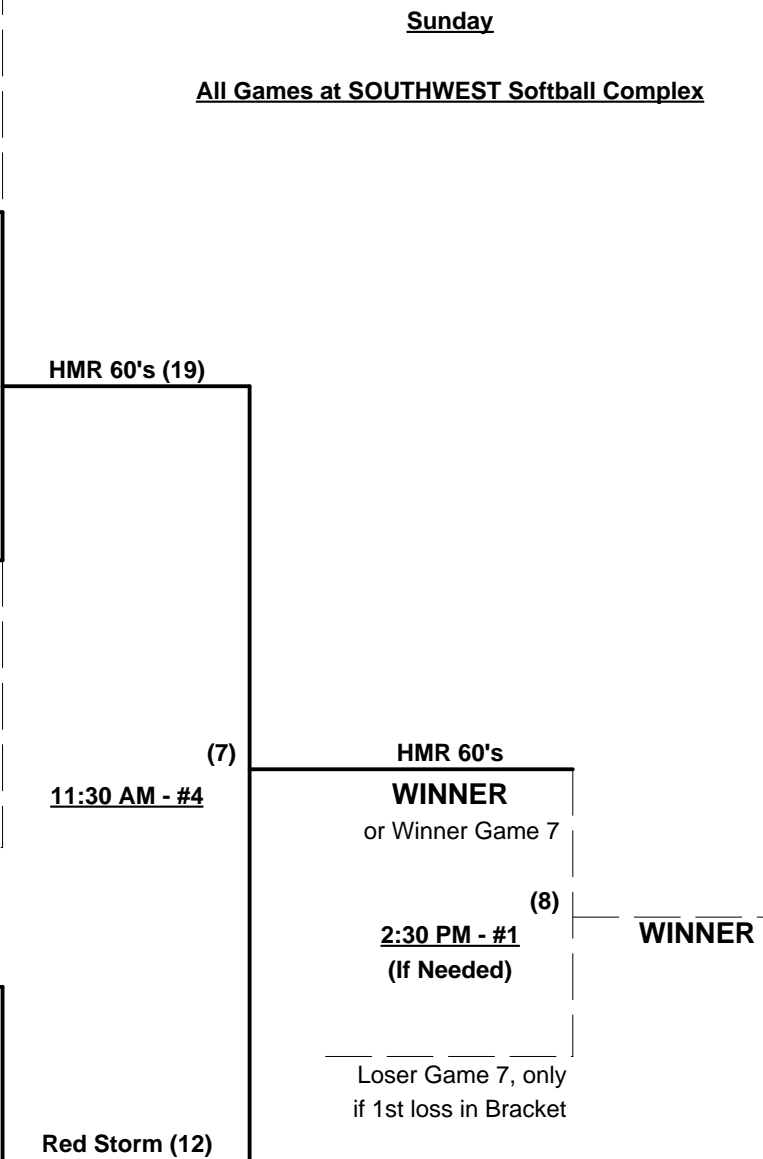 Sunday
All Games at SOUTHWEST Softball Complex
HMR 60's (19)
(7)
HMR 60's
11:30 AM - #4
WINNER
or Winner Game 7
(8)
2:30 PM - #1
WINNER
(If Needed)
Loser Game 7, only
if 1st loss in Bracket
Red Storm (12)